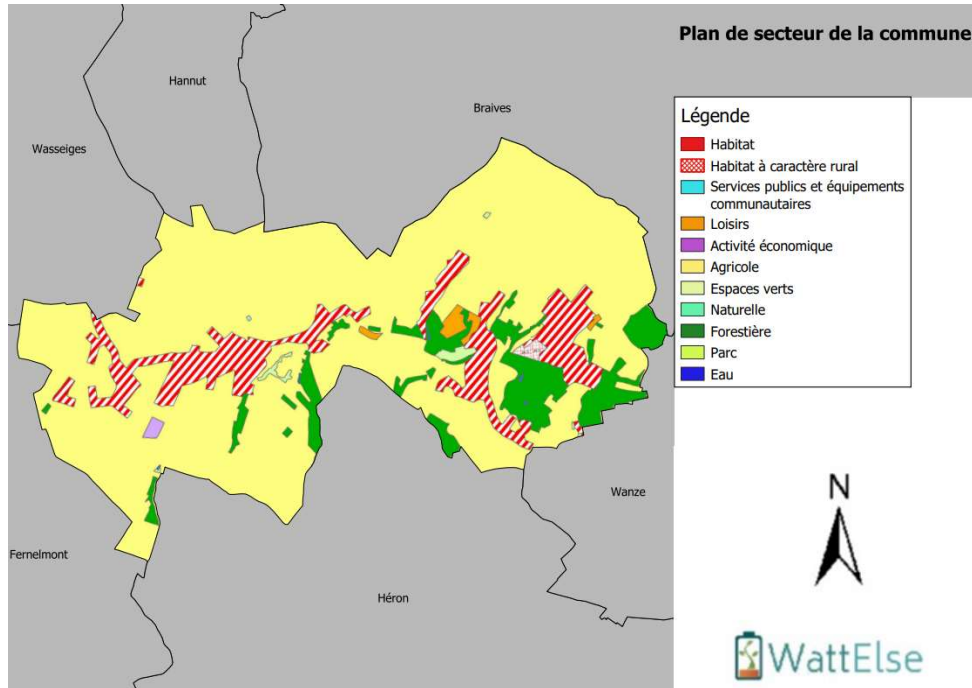 Plan de secteur de la commune
Hannut
Braives
Wasseiges
Légende
Habitat
Habitat à caractère rural
Services publics et équipements
communautaires
Loisirs
Activité économique
Agricole
Espaces verts
Naturelle
Forestière
Parc
Eau
Wanze
Fernelmont
Héron
N
WattElse